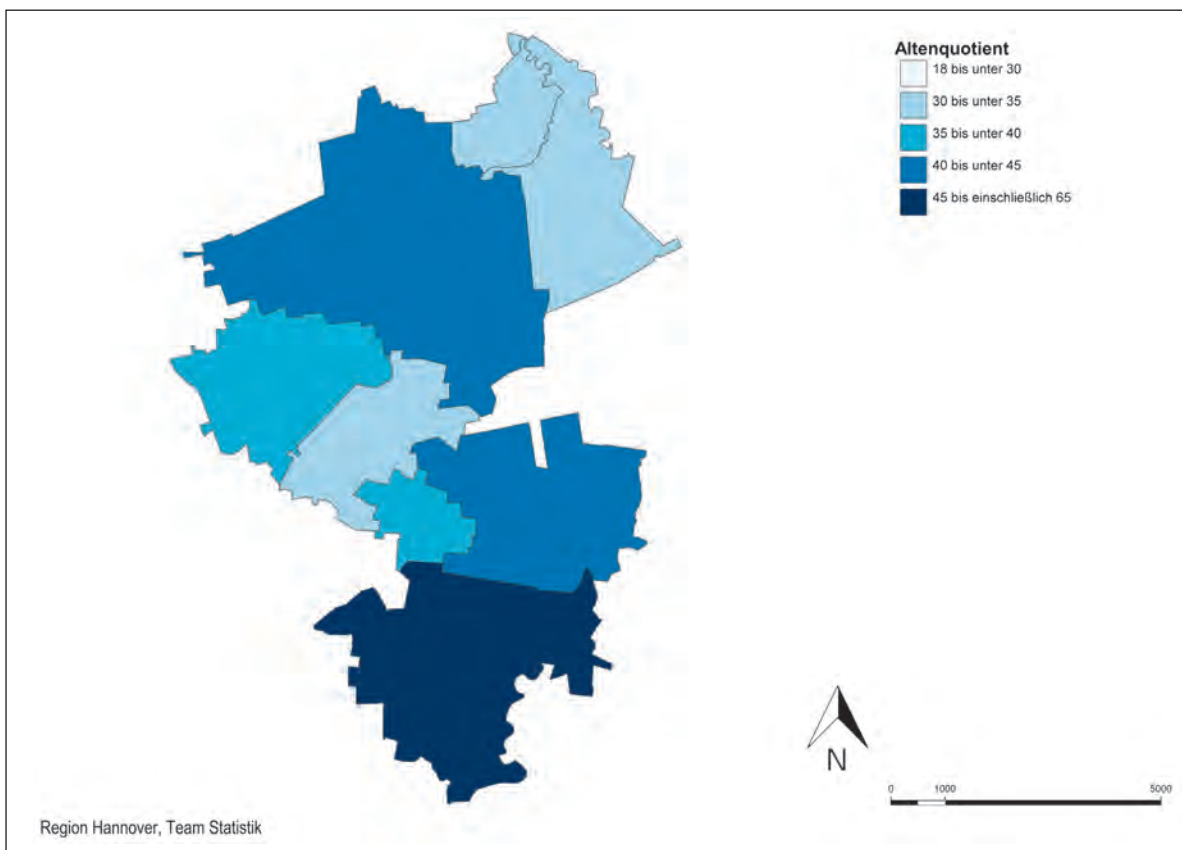 Altenquotient
18 bis unter 30
30 bis unter 35
35 bis unter 40
40 bis unter 45
45 bis einschließlich 65
N
0 1000 5000
Region Hannover, Team Statistik